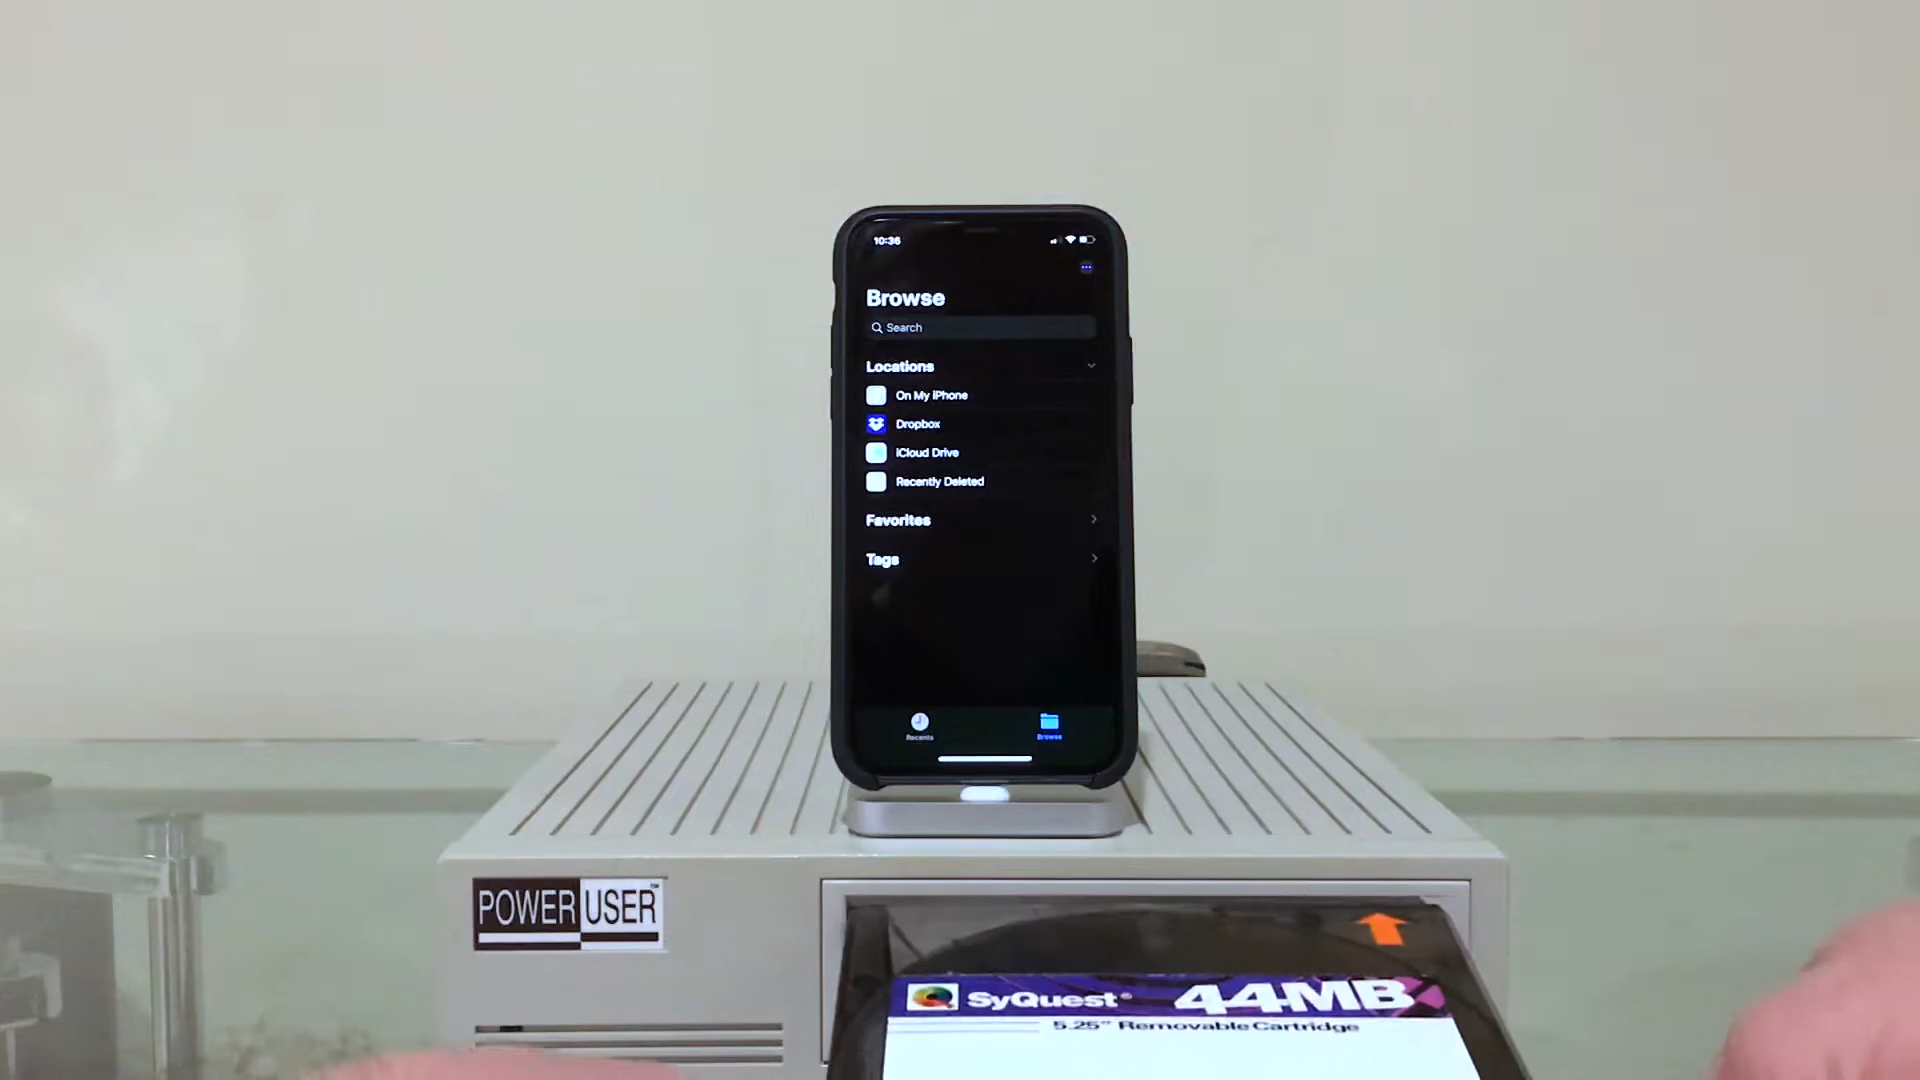 10:36
Browse
Search
Locations
On My iPhone
Dropbox
iCloud Drive
Recently Deleted
Favorites
Tags
Recents
Browse
POWER USER™
SyQuest® 44MB
5.25" Removable Cartridge